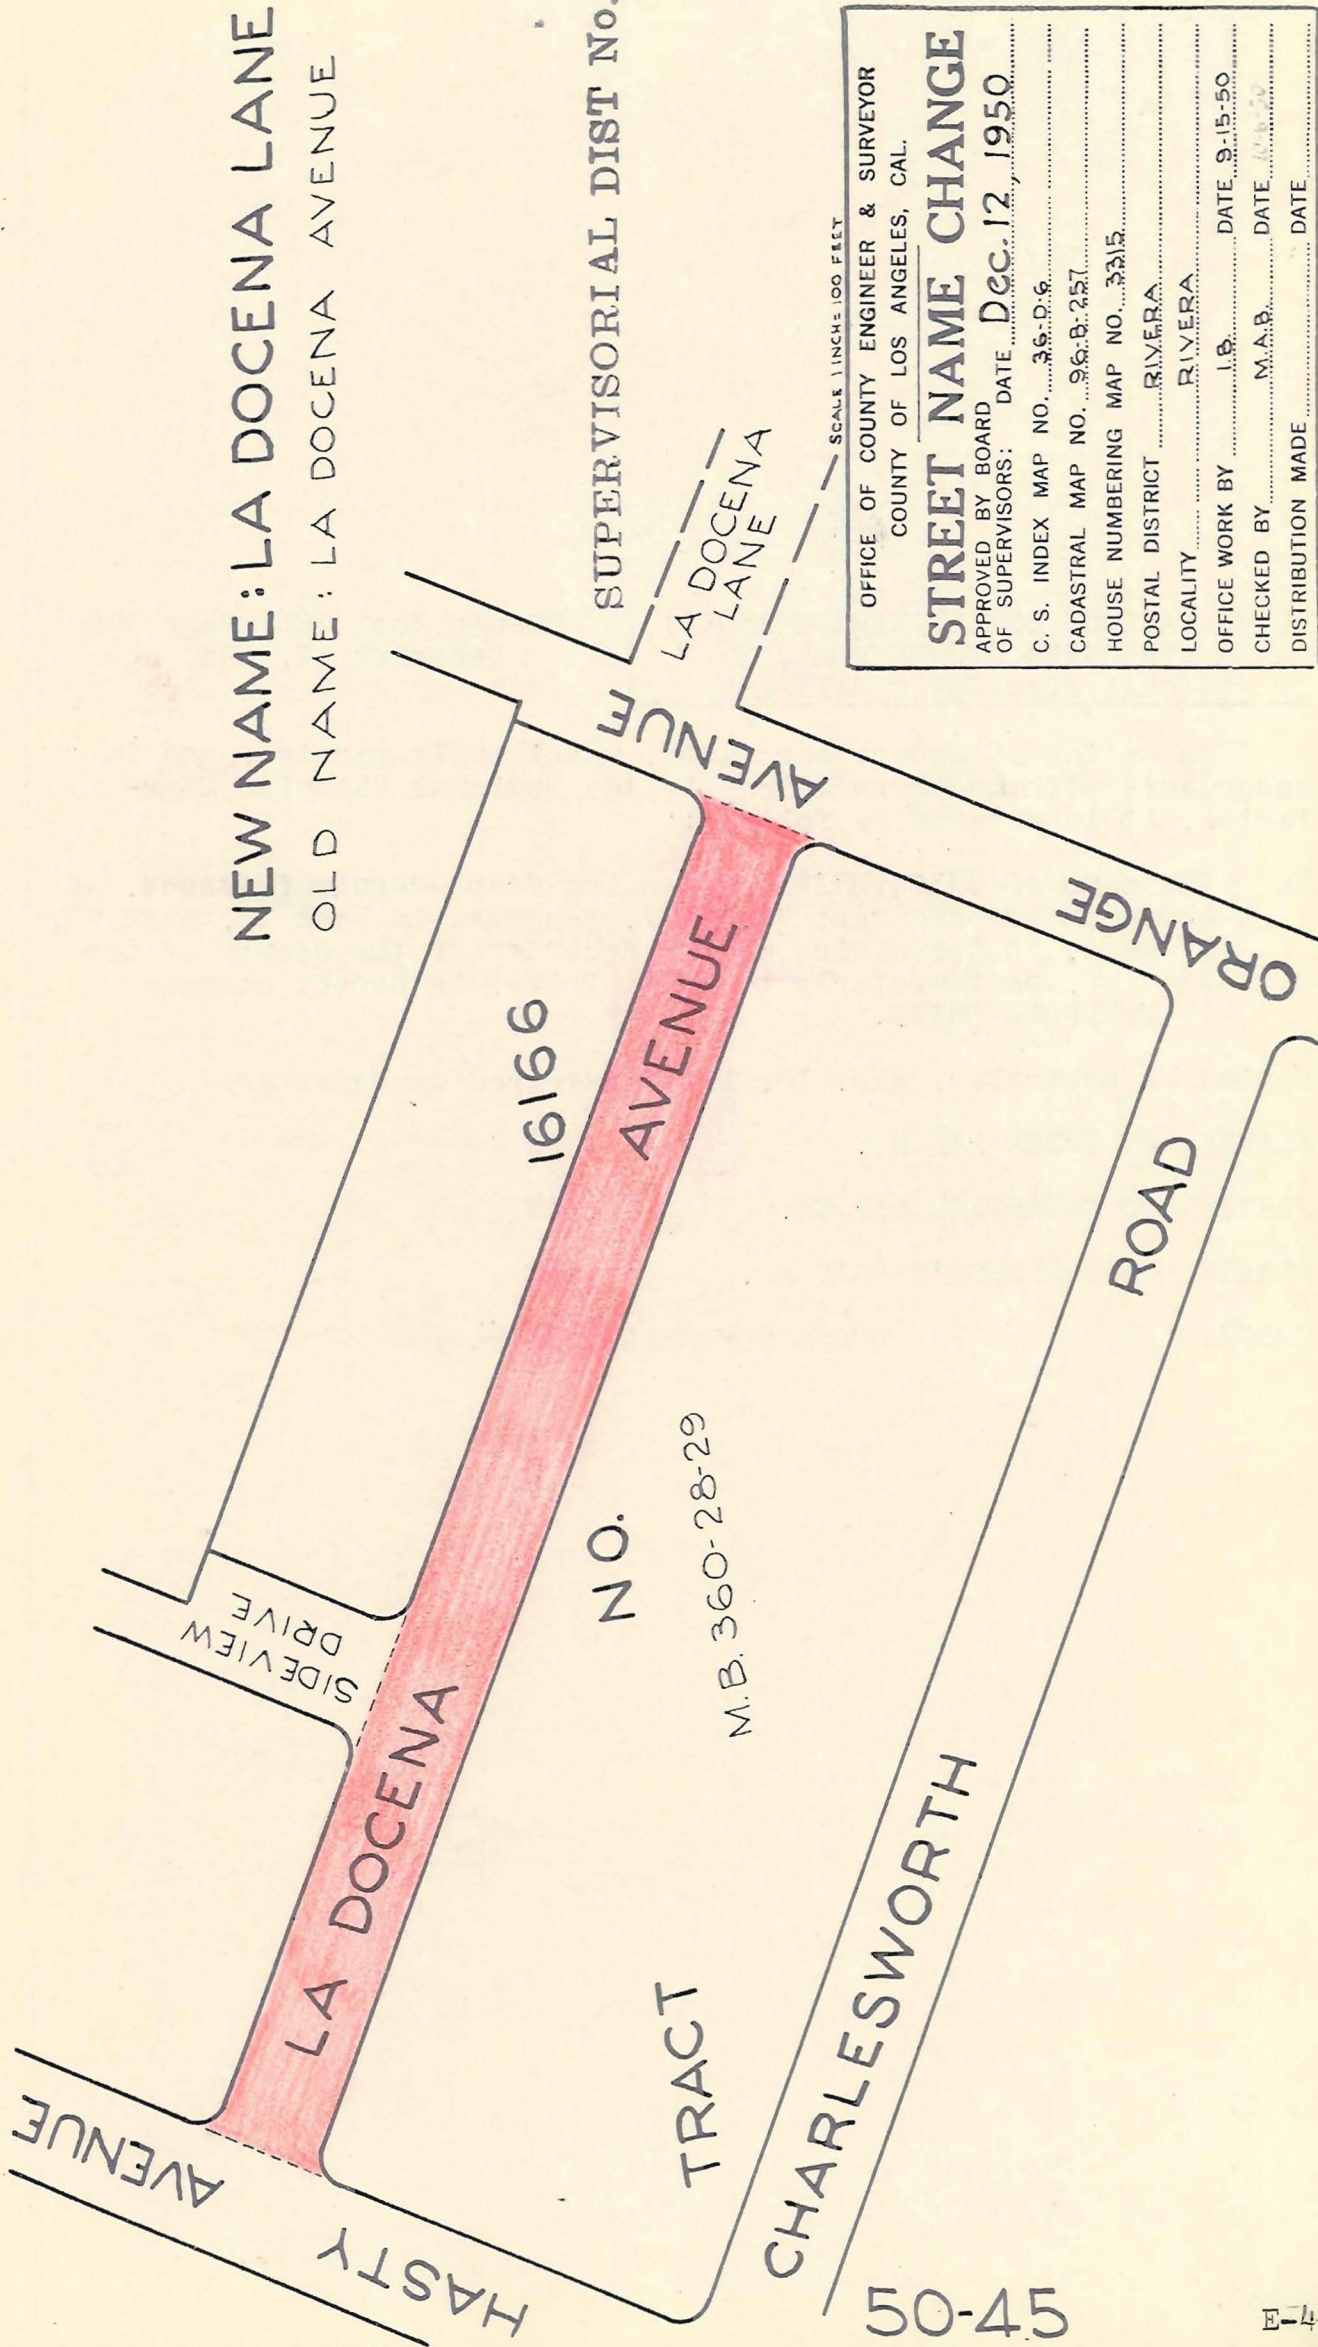 NEW NAME: LA DOCENA LANE
OLD NAME: LA DOCENA AVENUE
SUPERVISORIAL DIST No.
HASTY AVENUE
SIDEVIEW
DRIVE
LA DOCENA AVENUE
ORANGE AVENUE
LA DOCENA
LANE
TRACT NO. 16166
M.B. 360-28-29
CHARLESWORTH ROAD
50-45
SCALE 1 INCH = 100 FEET
OFFICE OF COUNTY ENGINEER & SURVEYOR
COUNTY OF LOS ANGELES, CAL.
STREET NAME CHANGE
APPROVED BY BOARD
OF SUPERVISORS: DATE Dec. 12, 1950
C. S. INDEX MAP NO. 36-D-6
CADASTRAL MAP NO. 96-B-257
HOUSE NUMBERING MAP NO. 3315
POSTAL DISTRICT RIVERA
LOCALITY RIVERA
OFFICE WORK BY I.B. DATE 9-15-50
CHECKED BY M.A.B. DATE
DISTRIBUTION MADE DATE
E-4